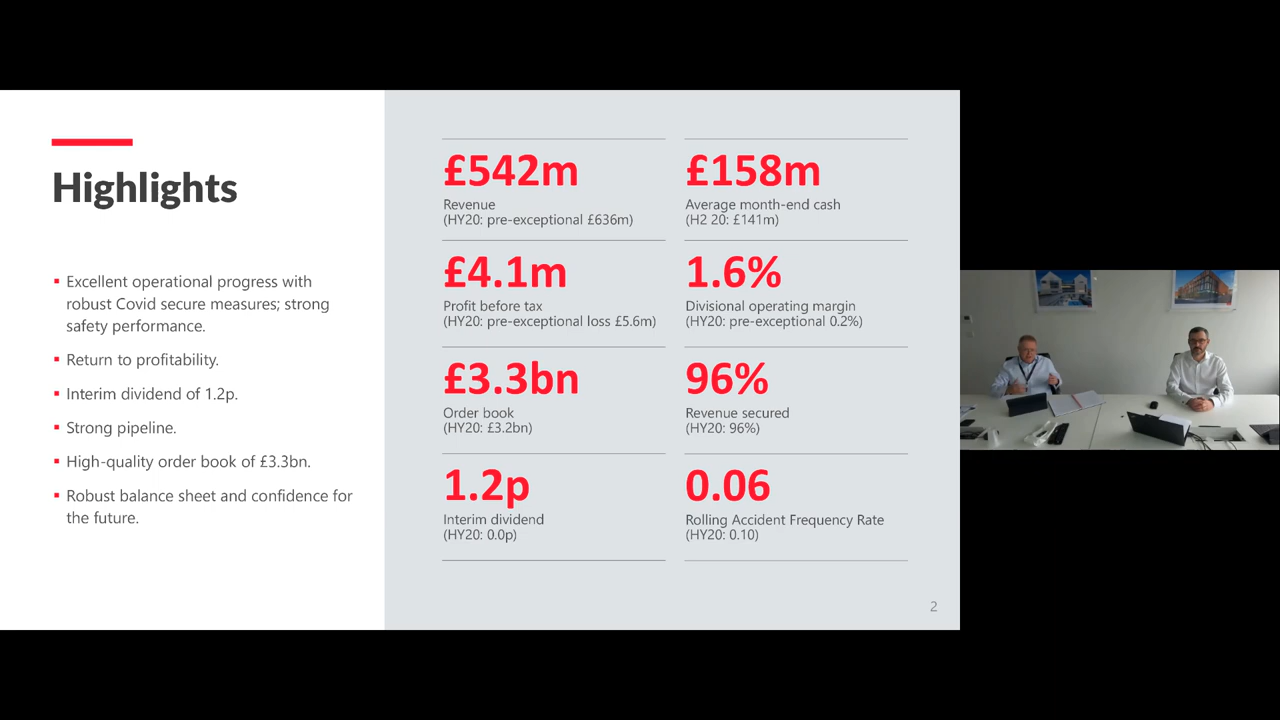 Highlights
Excellent operational progress with
robust Covid secure measures; strong
safety performance.
Return to profitability.
Interim dividend of 1.2p.
Strong pipeline.
High-quality order book of £3.3bn.
Robust balance sheet and confidence for
the future.
£542m
Revenue
(HY20: pre-exceptional £636m)
£158m
Average month-end cash
(H2 20: £141m)
£4.1m
Profit before tax
(HY20: pre-exceptional loss £5.6m)
1.6%
Divisional operating margin
(HY20: pre-exceptional 0.2%)
£3.3bn
Order book
(HY20: £3.2bn)
96%
Revenue secured
(HY20: 96%)
1.2p
Interim dividend
(HY20: 0.0p)
0.06
Rolling Accident Frequency Rate
(HY20: 0.10)
2